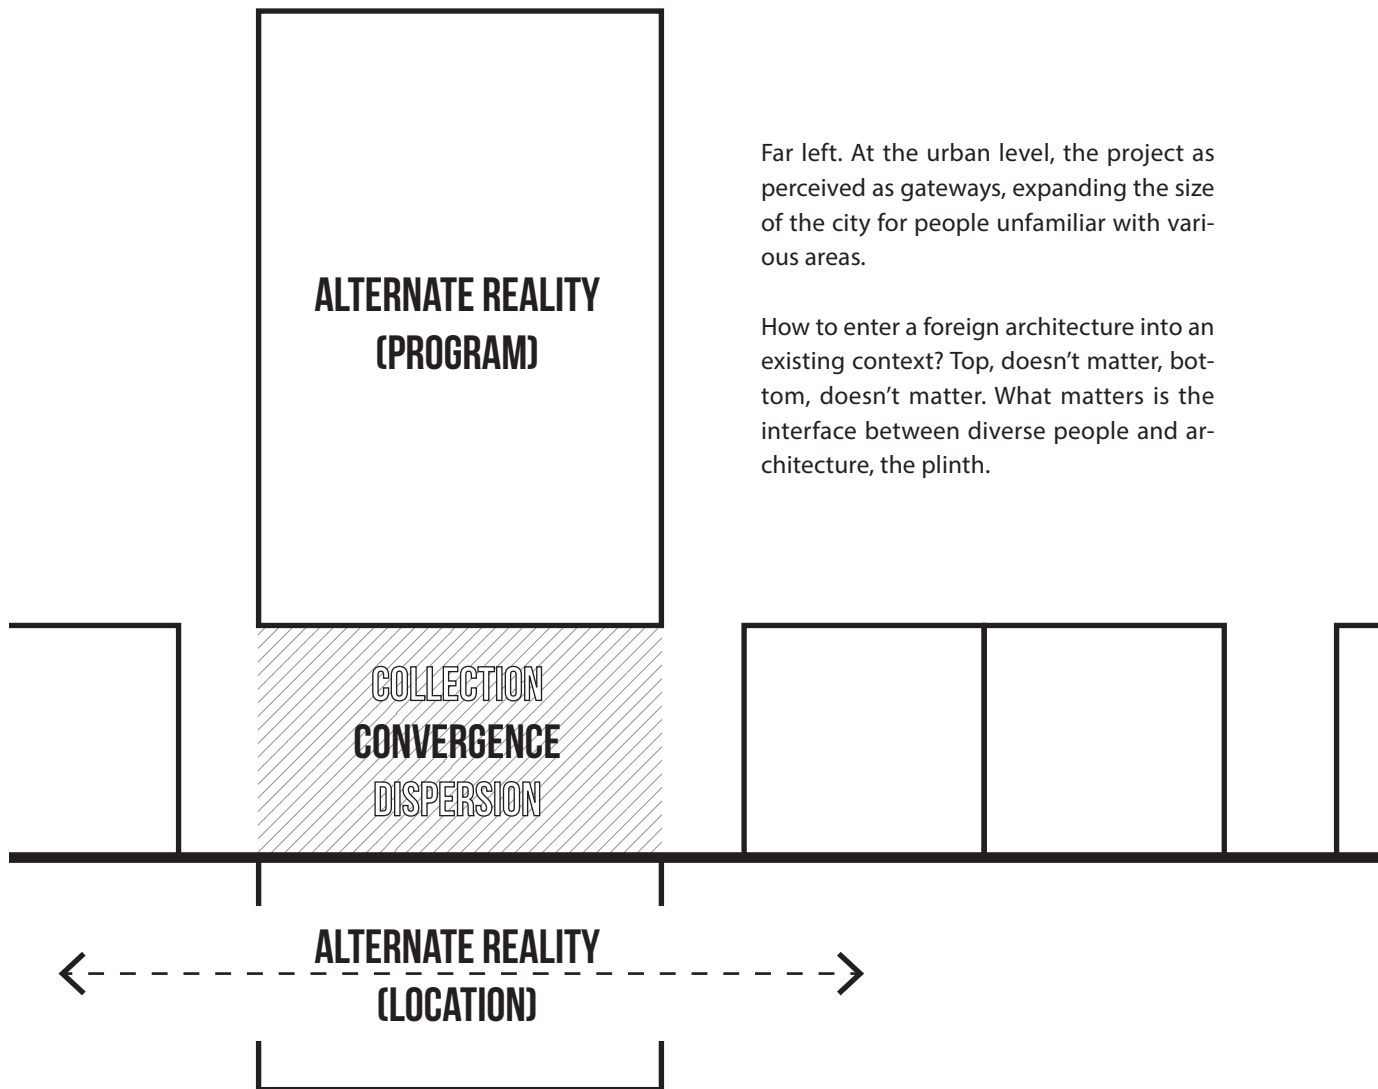 ALTERNATE REALITY
(PROGRAM)
Far left. At the urban level, the project as
perceived as gateways, expanding the size
of the city for people unfamiliar with vari-
ous areas.
How to enter a foreign architecture into an
existing context? Top, doesn’t matter, bot-
tom, doesn’t matter. What matters is the
interface between diverse people and ar-
chitecture, the plinth.
COLLECTION
CONVERGENCE
DISPERSION
ALTERNATE REALITY
(LOCATION)